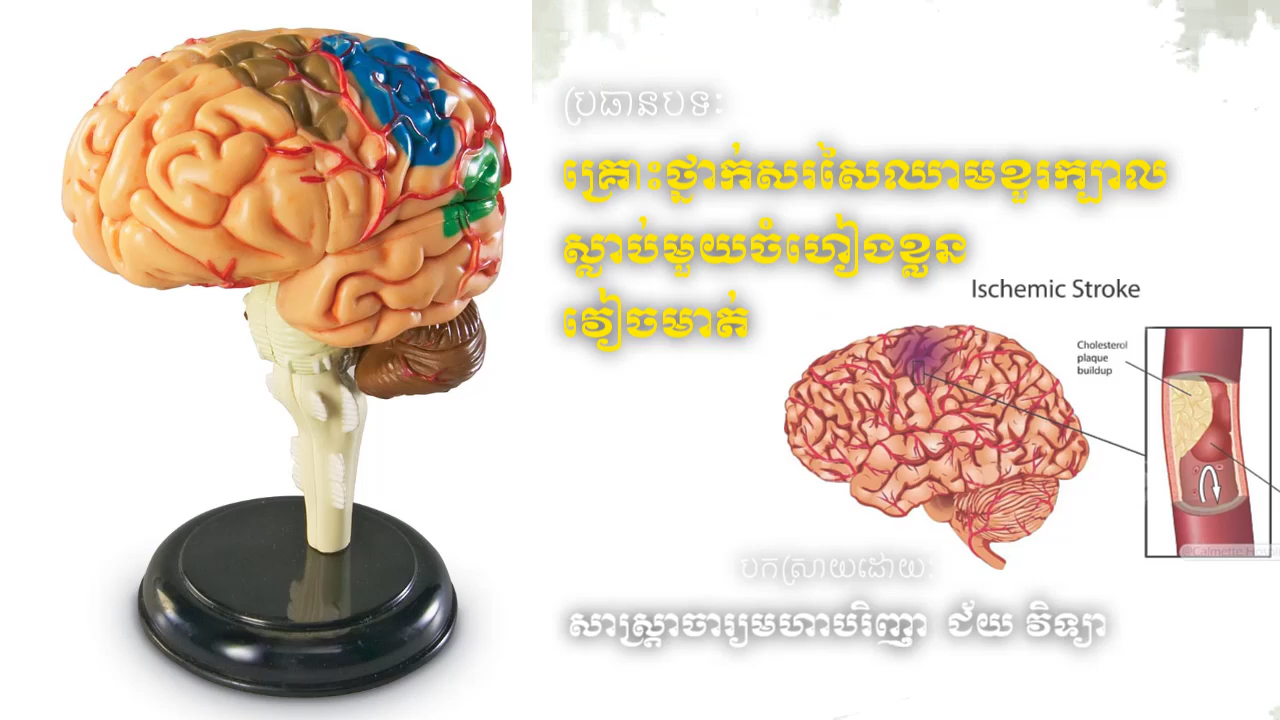 ប្រធានបទ៖
គ្រោះថ្នាក់សរសៃឈាមខួរក្បាល
ស្លាប់មួយចំហៀងខ្លួន
វៀចមាត់
Ischemic Stroke
Cholesterol
plaque
buildup
©Calmette Hospi
បកស្រាយដោយ៖
សាស្ត្រាចារ្យមហាបរិញ្ញា ជ័យ វិទ្យា